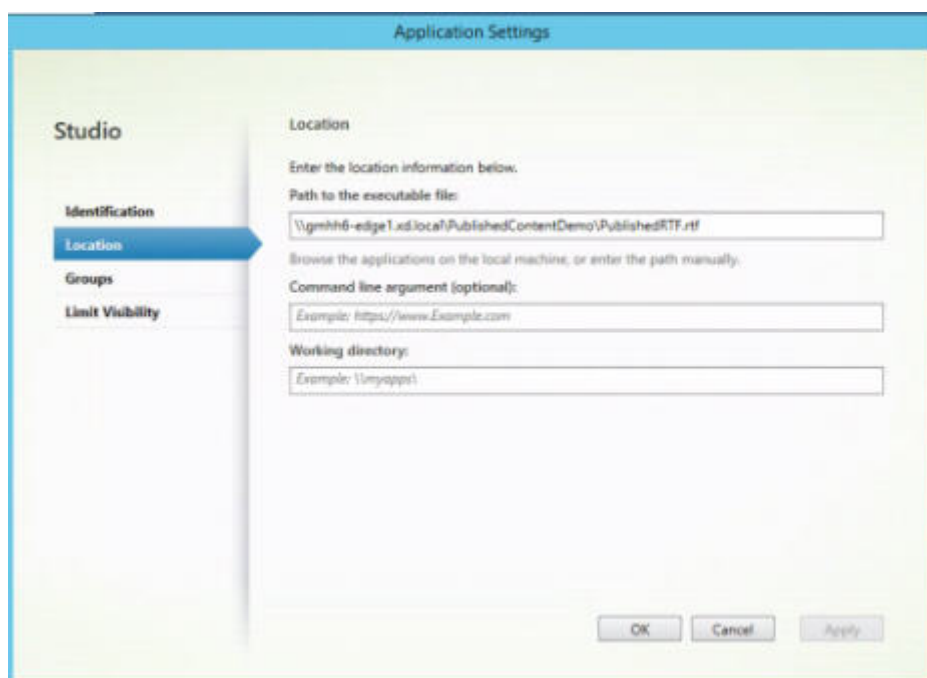 Application Settings
Studio
Identification
Location
Groups
Limit Visibility
Location
Enter the location information below.
Path to the executable file:
\\gmhh6-edge1.xd.local\PublishedContentDemo\PublishedRTF.rtf
Browse the applications on the local machine, or enter the path manually.
Command line argument (optional):
Example: https://www.Example.com
Working directory:
Example: \\myapps\
OK Cancel Apply